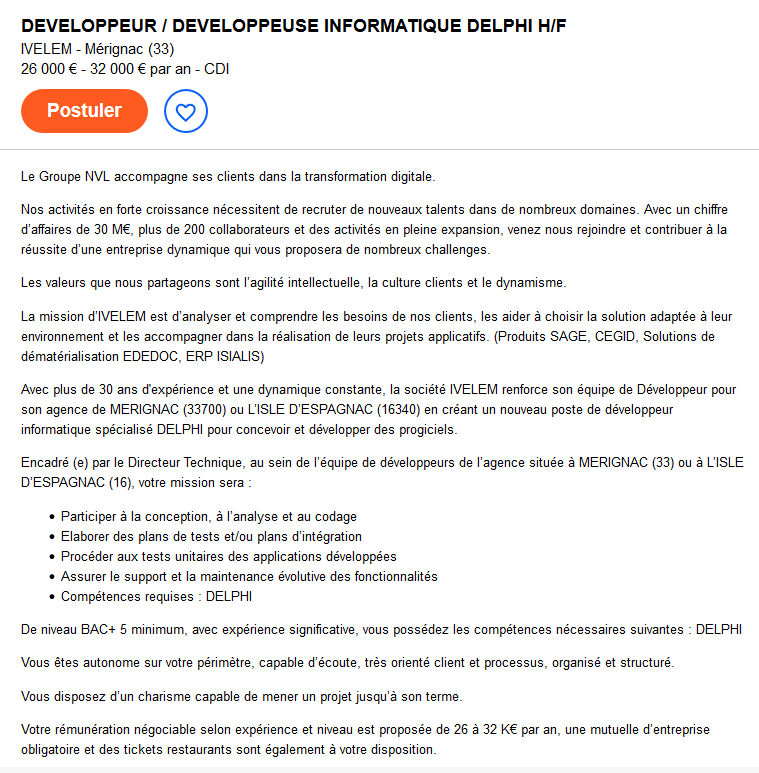 DEVELOPPEUR / DEVELOPPEUSE INFORMATIQUE DELPHI H/F
IVELEM - Mérignac (33)
26 000 € - 32 000 € par an - CDI
Postuler
Le Groupe NVL accompagne ses clients dans la transformation digitale.
Nos activités en forte croissance nécessitent de recruter de nouveaux talents dans de nombreux domaines. Avec un chiffre
d’affaires de 30 M€, plus de 200 collaborateurs et des activités en pleine expansion, venez nous rejoindre et contribuer à la
réussite d’une entreprise dynamique qui vous proposera de nombreux challenges.
Les valeurs que nous partageons sont l’agilité intellectuelle, la culture clients et le dynamisme.
La mission d’IVELEM est d’analyser et comprendre les besoins de nos clients, les aider à choisir la solution adaptée à leur
environnement et les accompagner dans la réalisation de leurs projets applicatifs. (Produits SAGE, CEGID, Solutions de
dématérialisation EDEDOC, ERP ISIALIS)
Avec plus de 30 ans d'expérience et une dynamique constante, la société IVELEM renforce son équipe de Développeur pour
son agence de MERIGNAC (33700) ou L’ISLE D’ESPAGNAC (16340) en créant un nouveau poste de développeur
informatique spécialisé DELPHI pour concevoir et développer des progiciels.
Encadré (e) par le Directeur Technique, au sein de l’équipe de développeurs de l’agence située à MERIGNAC (33) ou à L’ISLE
D’ESPAGNAC (16), votre mission sera :
• Participer à la conception, à l’analyse et au codage
• Elaborer des plans de tests et/ou plans d’intégration
• Procéder aux tests unitaires des applications développées
• Assurer le support et la maintenance évolutive des fonctionnalités
• Compétences requises : DELPHI
De niveau BAC+ 5 minimum, avec expérience significative, vous possédez les compétences nécessaires suivantes : DELPHI
Vous êtes autonome sur votre périmètre, capable d’écoute, très orienté client et processus, organisé et structuré.
Vous disposez d’un charisme capable de mener un projet jusqu’à son terme.
Votre rémunération négociable selon expérience et niveau est proposée de 26 à 32 K€ par an, une mutuelle d’entreprise
obligatoire et des tickets restaurants sont également à votre disposition.